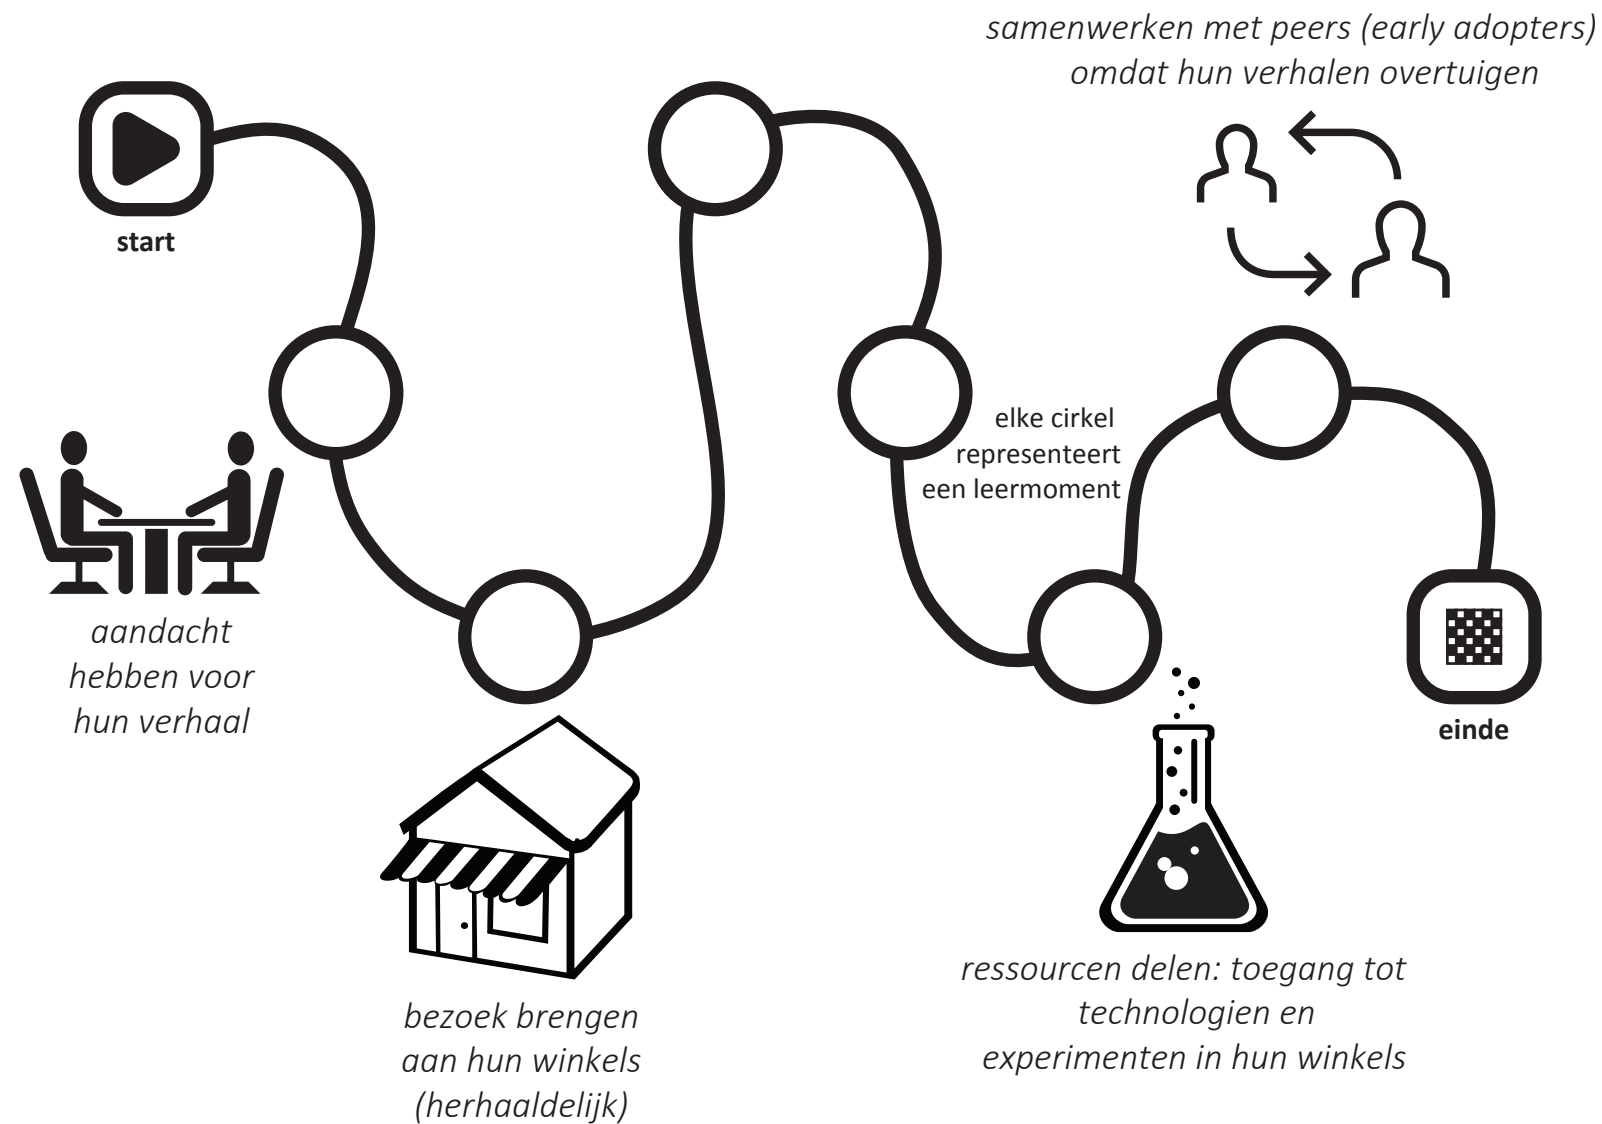 samenwerken met peers (early adopters)
omdat hun verhalen overtuigen
start
elke cirkel
representeert
een leermoment
aandacht
hebben voor
hun verhaal
einde
ressourcen delen: toegang tot
technologien en
experimenten in hun winkels
bezoek brengen
aan hun winkels
(herhaaldelijk)